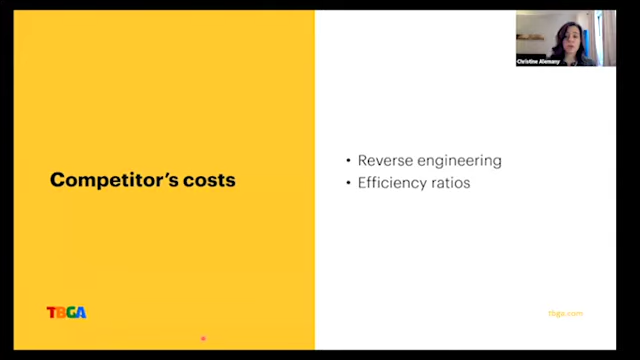 Christine Alemany
Competitor's costs
• Reverse engineering
• Efficiency ratios
TBGA
tbga.com